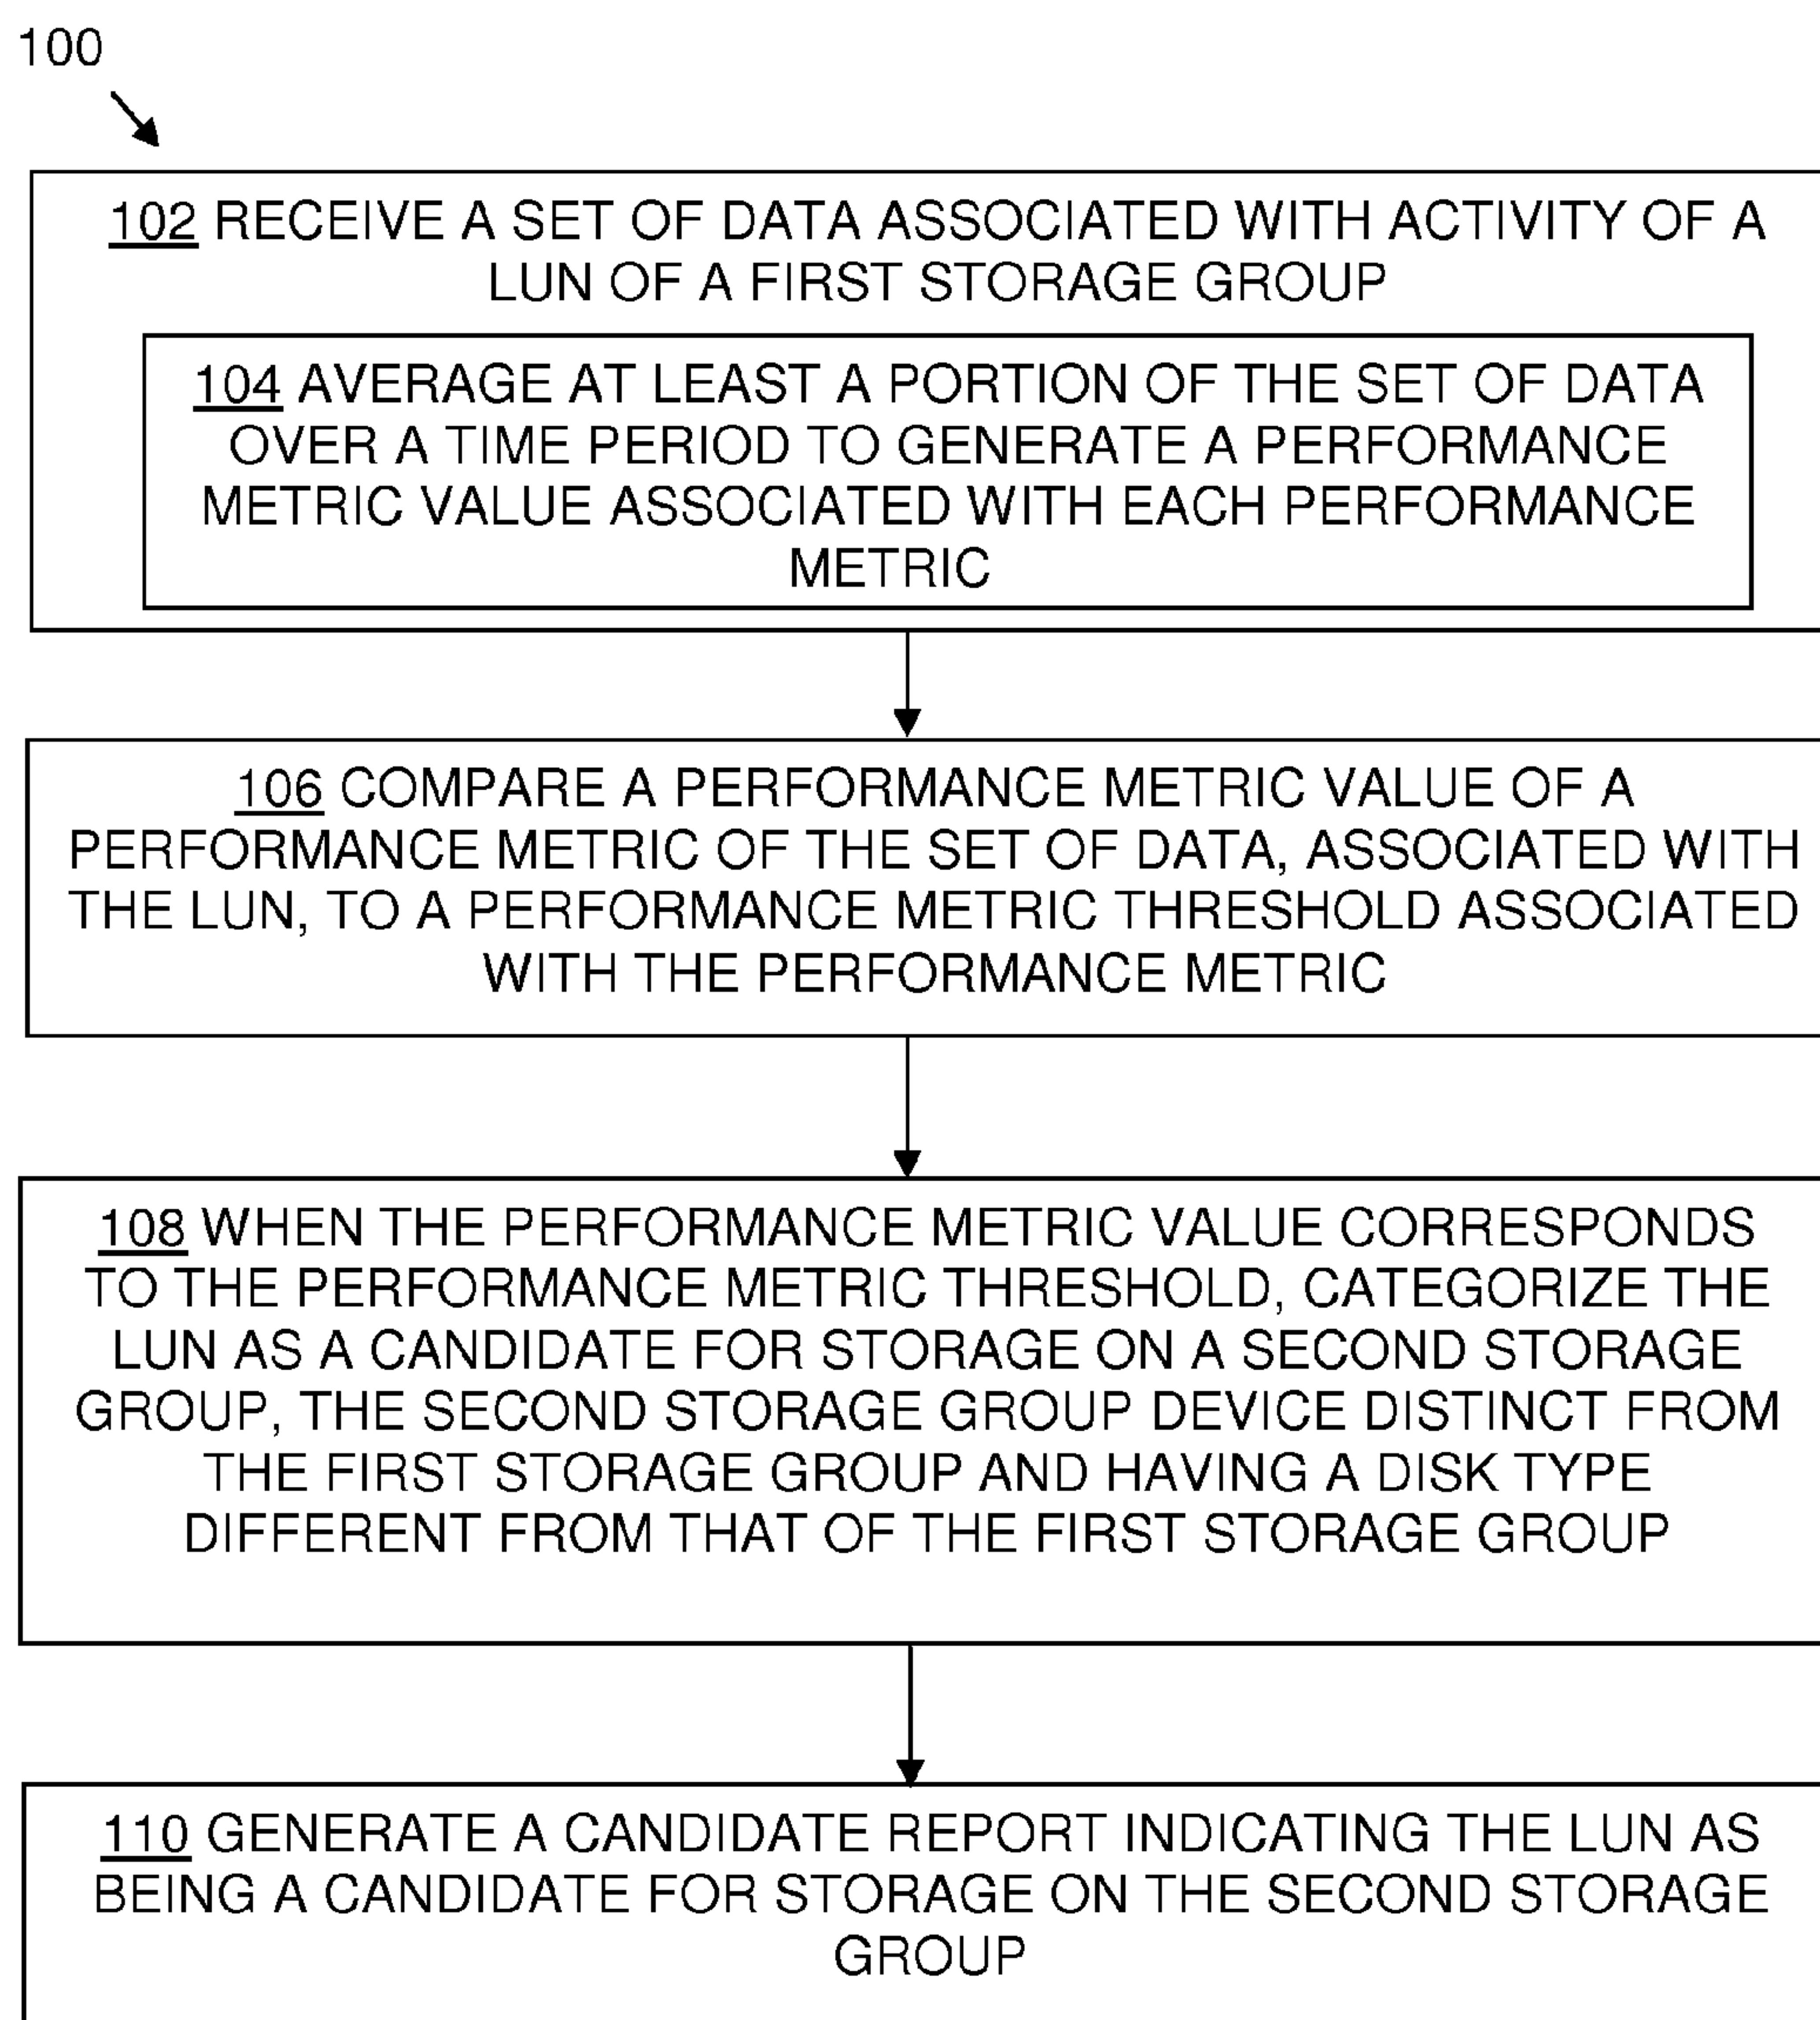 100
102 RECEIVE A SET OF DATA ASSOCIATED WITH ACTIVITY OF A
LUN OF A FIRST STORAGE GROUP
104 AVERAGE AT LEAST A PORTION OF THE SET OF DATA
OVER A TIME PERIOD TO GENERATE A PERFORMANCE
METRIC VALUE ASSOCIATED WITH EACH PERFORMANCE
METRIC
106 COMPARE A PERFORMANCE METRIC VALUE OF A
PERFORMANCE METRIC OF THE SET OF DATA, ASSOCIATED WITH
THE LUN, TO A PERFORMANCE METRIC THRESHOLD ASSOCIATED
WITH THE PERFORMANCE METRIC
108 WHEN THE PERFORMANCE METRIC VALUE CORRESPONDS
TO THE PERFORMANCE METRIC THRESHOLD, CATEGORIZE THE
LUN AS A CANDIDATE FOR STORAGE ON A SECOND STORAGE
GROUP, THE SECOND STORAGE GROUP DEVICE DISTINCT FROM
THE FIRST STORAGE GROUP AND HAVING A DISK TYPE
DIFFERENT FROM THAT OF THE FIRST STORAGE GROUP
110 GENERATE A CANDIDATE REPORT INDICATING THE LUN AS
BEING A CANDIDATE FOR STORAGE ON THE SECOND STORAGE
GROUP